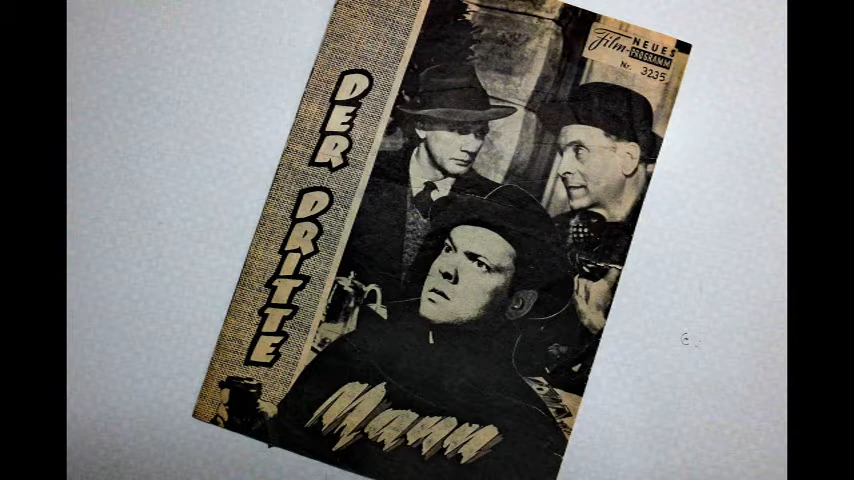 DER DRITTE
Mann
Film-NEUES
PROGRAMM
Nr. 3235